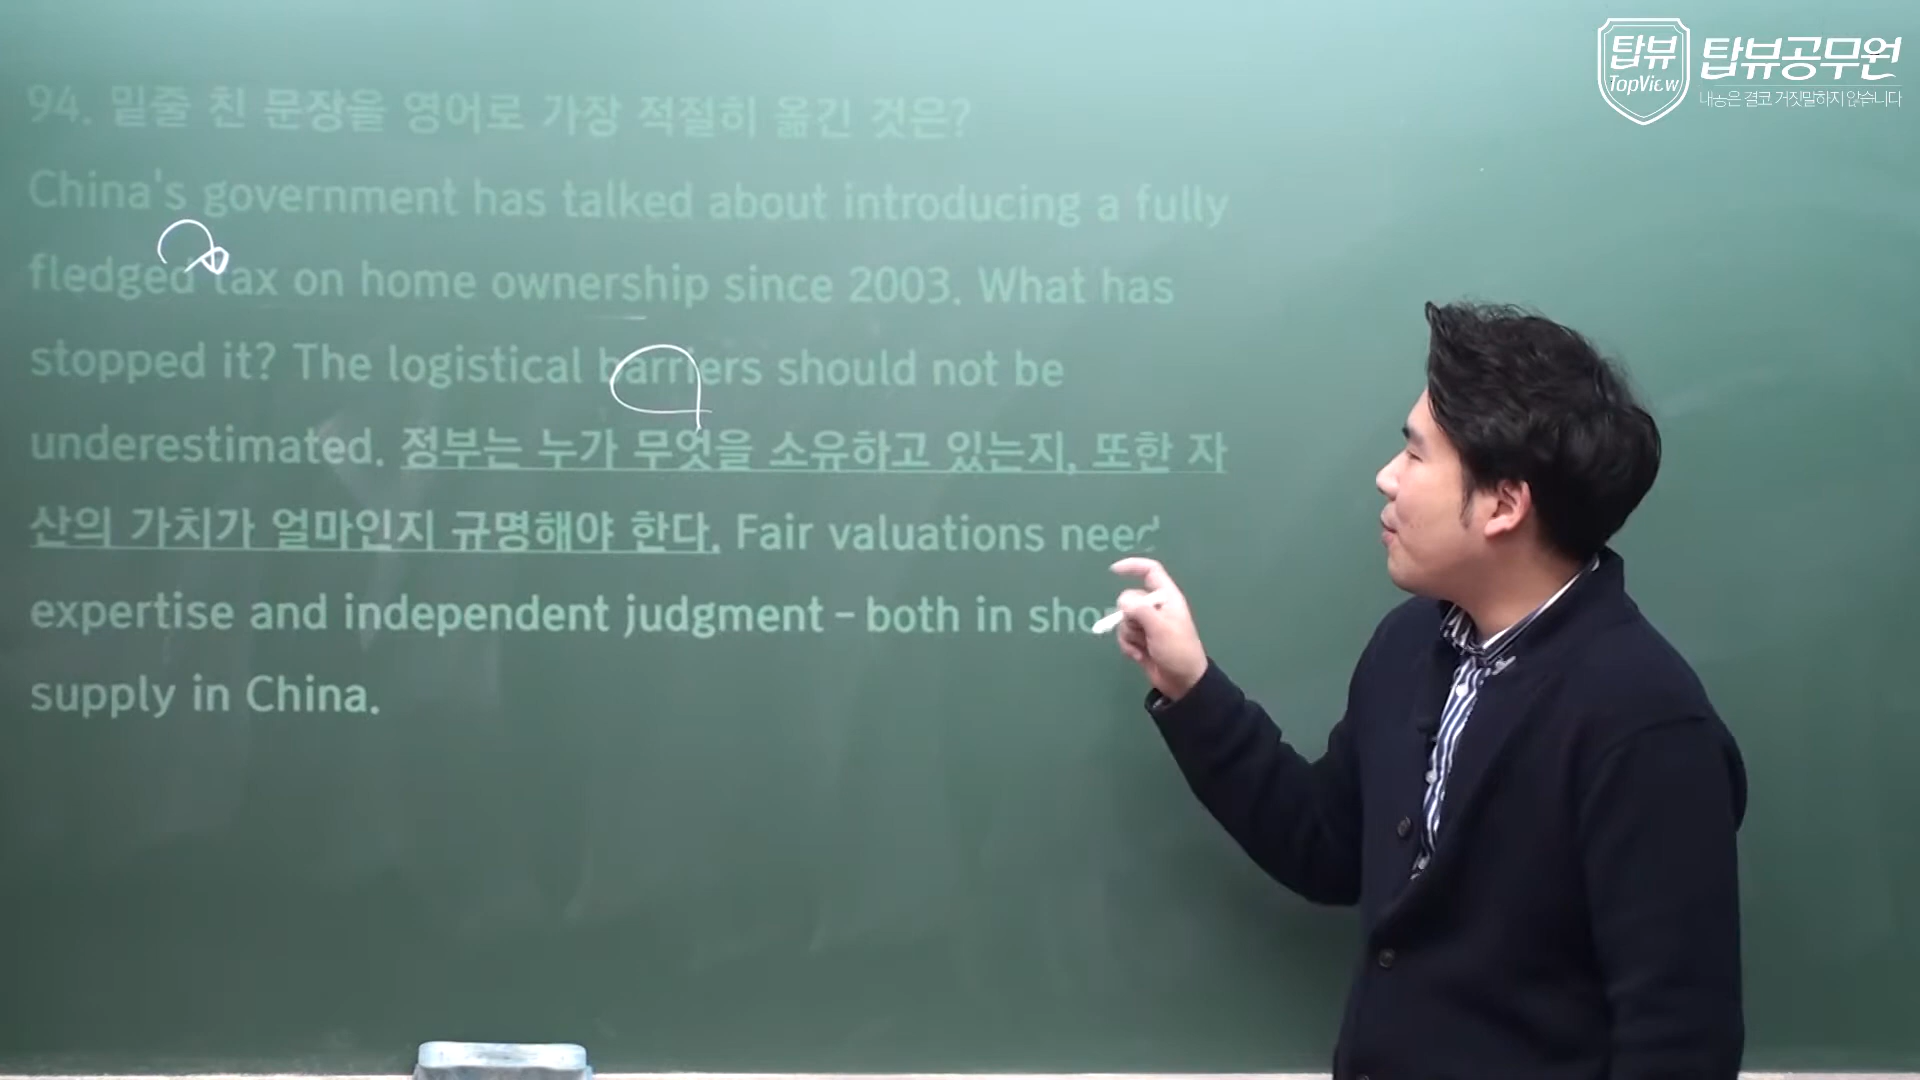 탑뷰
TopView
탑뷰공무원
내공은 결코 거짓말하지 않습니다
94. 밑줄 친 문장을 영어로 가장 적절히 옮긴 것은?
China's government has talked about introducing a fully
fledged tax on home ownership since 2003. What has
stopped it? The logistical barriers should not be
underestimated. 정부는 누가 무엇을 소유하고 있는지, 또한 자
산의 가치가 얼마인지 규명해야 한다. Fair valuations need
expertise and independent judgment – both in
supply in China.